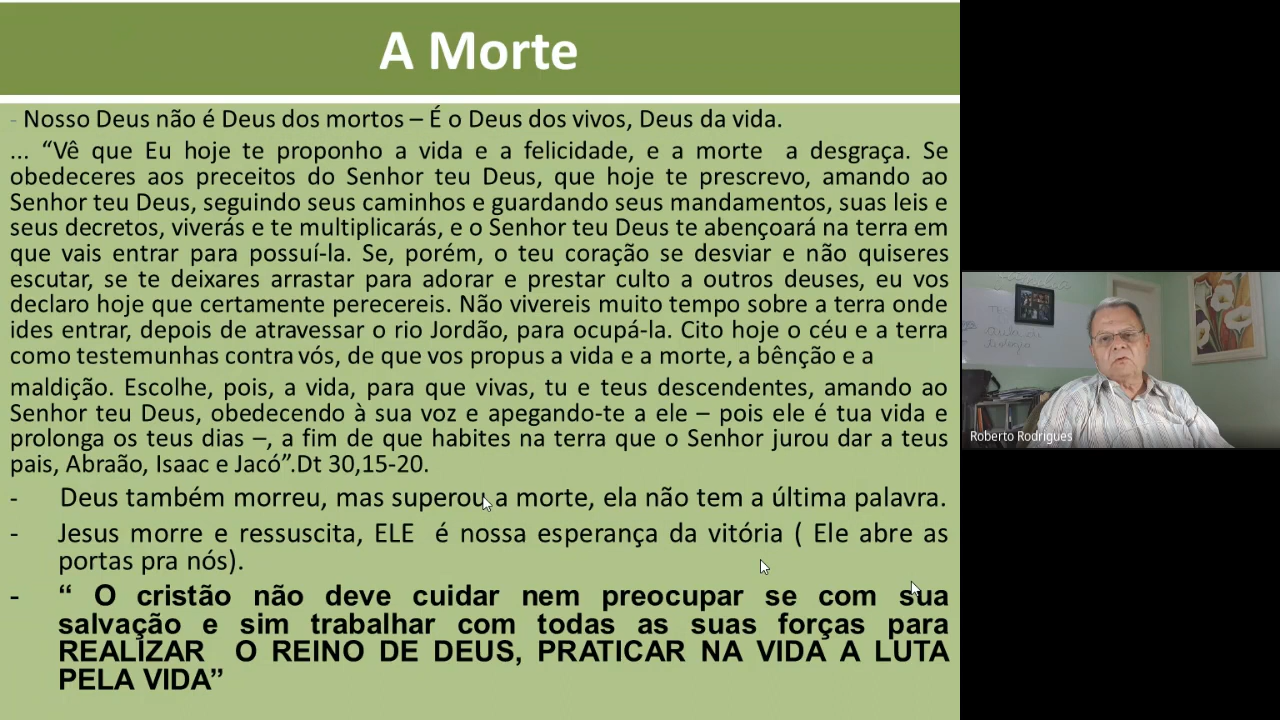 A Morte
- Nosso Deus não é Deus dos mortos – É o Deus dos vivos, Deus da vida.
... “Vê que Eu hoje te proponho a vida e a felicidade, e a morte a desgraça. Se
obedeceres aos preceitos do Senhor teu Deus, que hoje te prescrevo, amando ao
Senhor teu Deus, seguindo seus caminhos e guardando seus mandamentos, suas leis e
seus decretos, viverás e te multiplicarás, e o Senhor teu Deus te abençoará na terra em
que vais entrar para possuí-la. Se, porém, o teu coração se desviar e não quiseres
escutar, se te deixares arrastar para adorar e prestar culto a outros deuses, eu vos
declaro hoje que certamente perecereis. Não vivereis muito tempo sobre a terra onde
ides entrar, depois de atravessar o rio Jordão, para ocupá-la. Cito hoje o céu e a terra
como testemunhas contra vós, de que vos propus a vida e a morte, a bênção e a
maldição. Escolhe, pois, a vida, para que vivas, tu e teus descendentes, amando ao
Senhor teu Deus, obedecendo à sua voz e apegando-te a ele – pois ele é tua vida e
prolonga os teus dias –, a fim de que habites na terra que o Senhor jurou dar a teus
pais, Abraão, Isaac e Jacó”.Dt 30,15-20.
- Deus também morreu, mas superou a morte, ela não tem a última palavra.
- Jesus morre e ressuscita, ELE é nossa esperança da vitória ( Ele abre as
portas pra nós).
- “ O cristão não deve cuidar nem preocupar se com sua
salvação e sim trabalhar com todas as suas forças para
REALIZAR O REINO DE DEUS, PRATICAR NA VIDA A LUTA
PELA VIDA”
Roberto Rodrigues